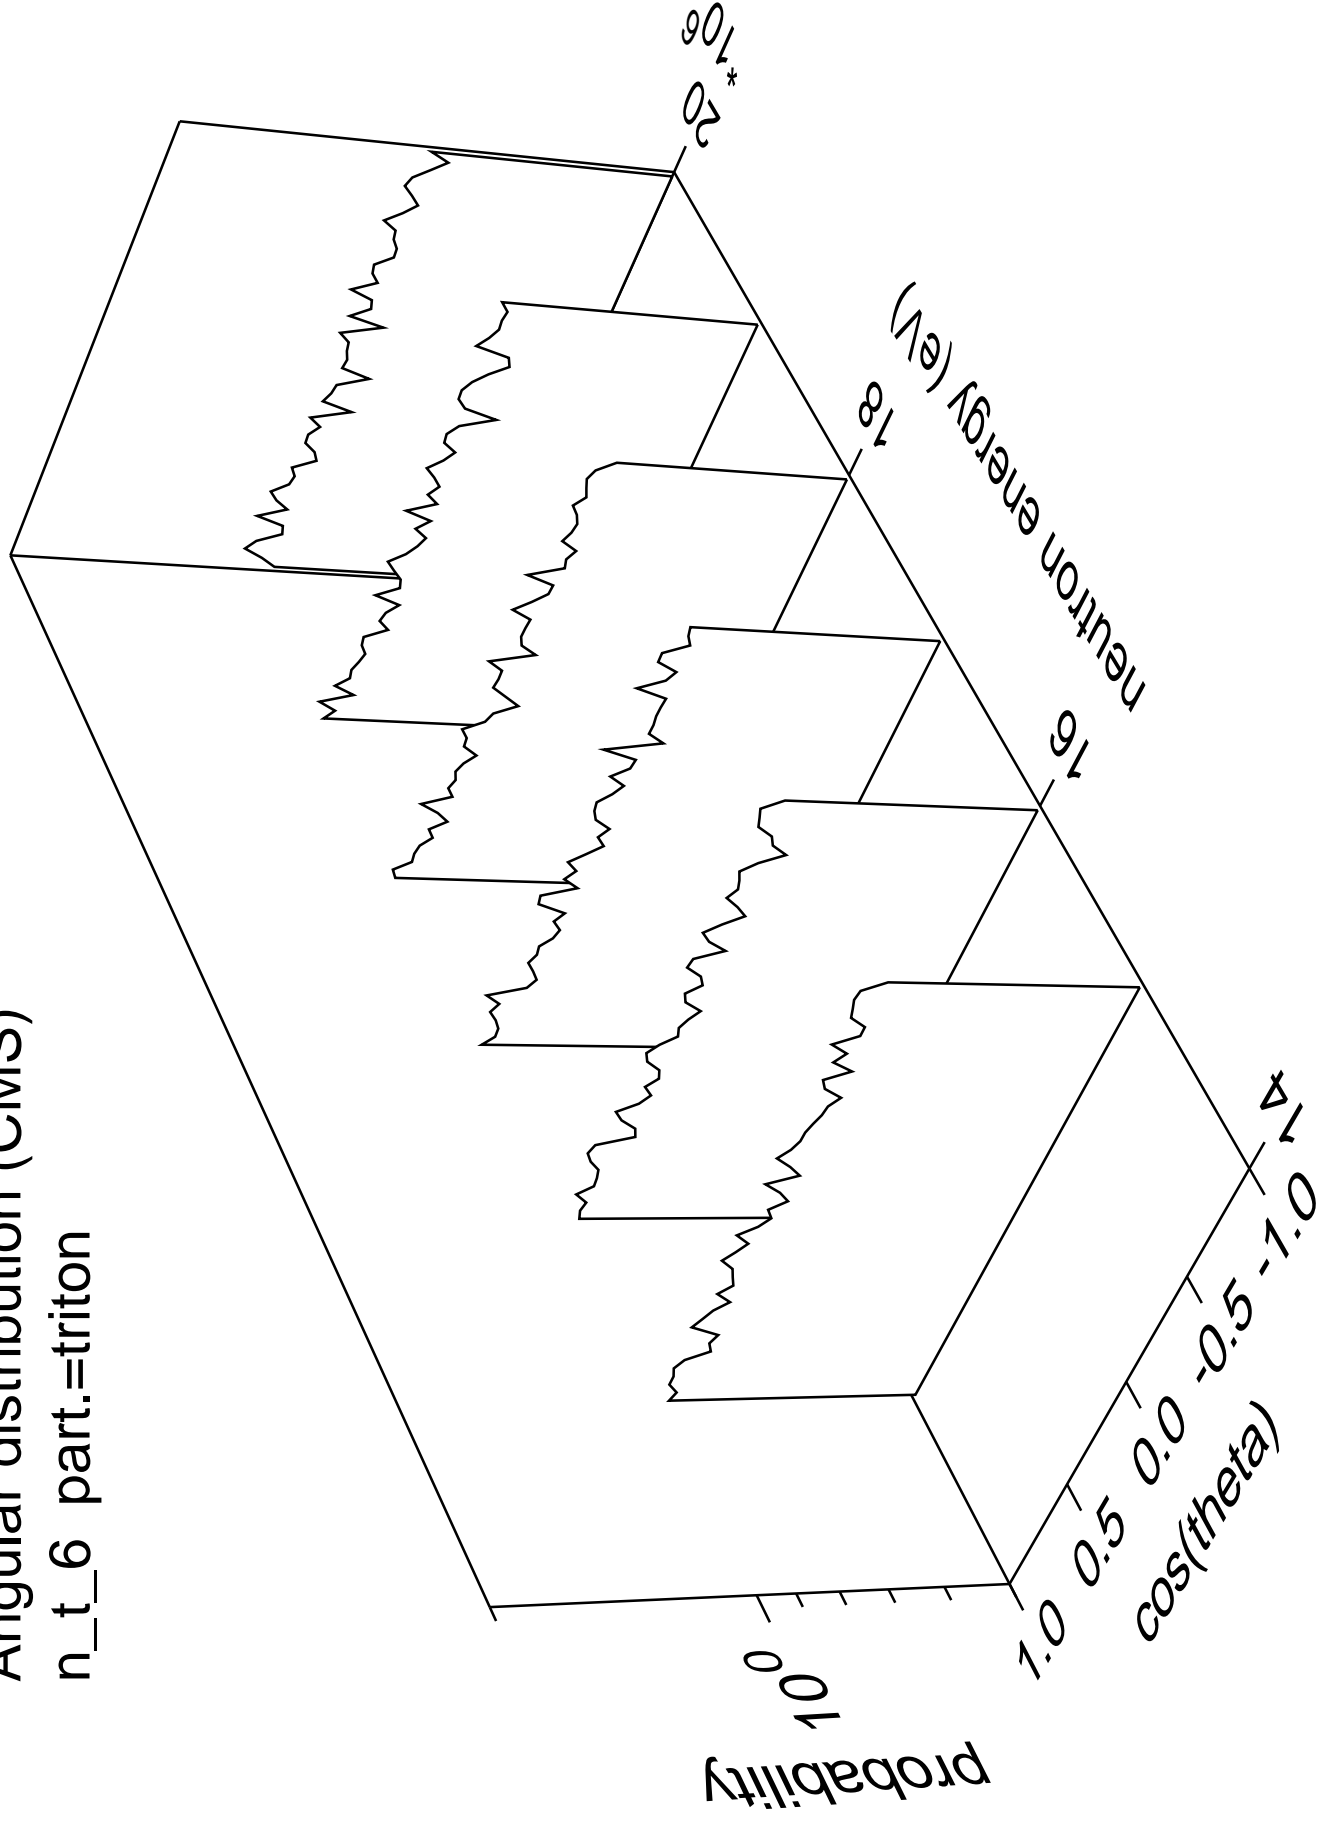 Angular distribution (CMS)
n_t_6 part.=triton
probability
10 0
1.0 0.5 0.0 -0.5 -1.0
cos(theta)
14 16 18 20
* 10 6
neutron energy (eV)